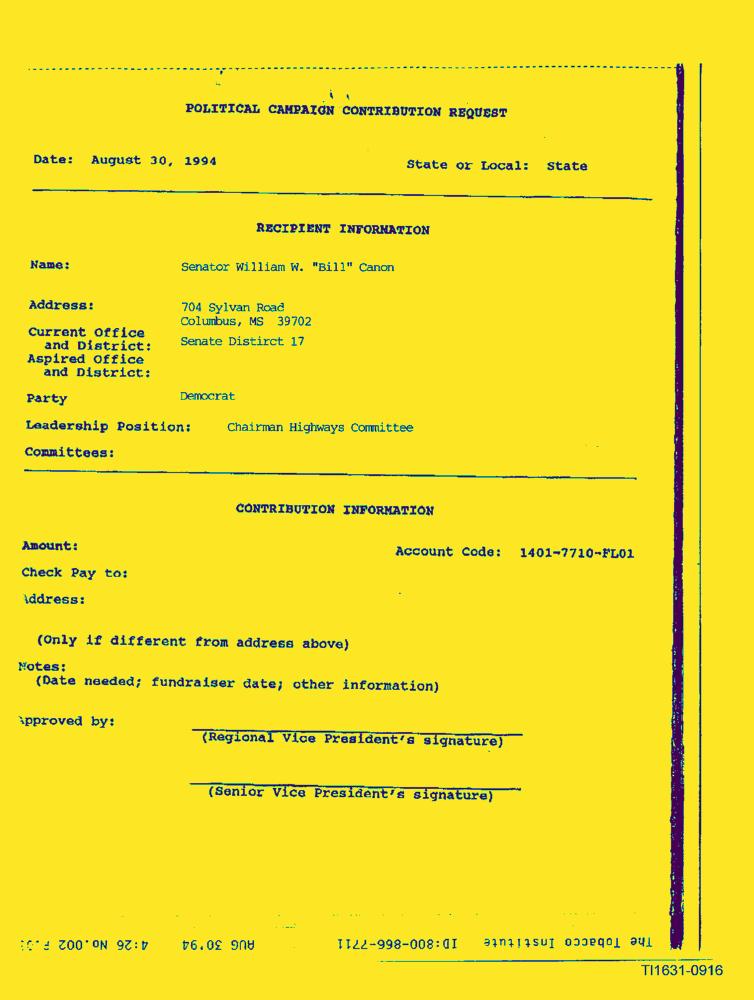 POLITICAL CAMPAIGN CONTRIBUTION REQUEST
Date: August 30, 1994 State or Local: State
RECIPIENT INFORMATION
Name: Senator William W. "Bill" Canon
Address: 704 Sylvan Road
Columbus, MS 39702
Current Office
and District: Senate Distirct 17
Aspired Office
and District:
Party Democrat
Leadership Position: Chairman Highways Committee
Committees:
CONTRIBUTION INFORMATION
Amount: Account Code: 1401-7710-FL01
Check Pay to:
Address:
(Only if different from address above)
Notes:
(Date needed; fundraiser date; other information)
Approved by:
(Regional Vice President's signature)
(Senior Vice President's signature)
The Tobacco Institute ID:800-866-7711 AUG 30'94 4:26 No.002
TI1631-0916